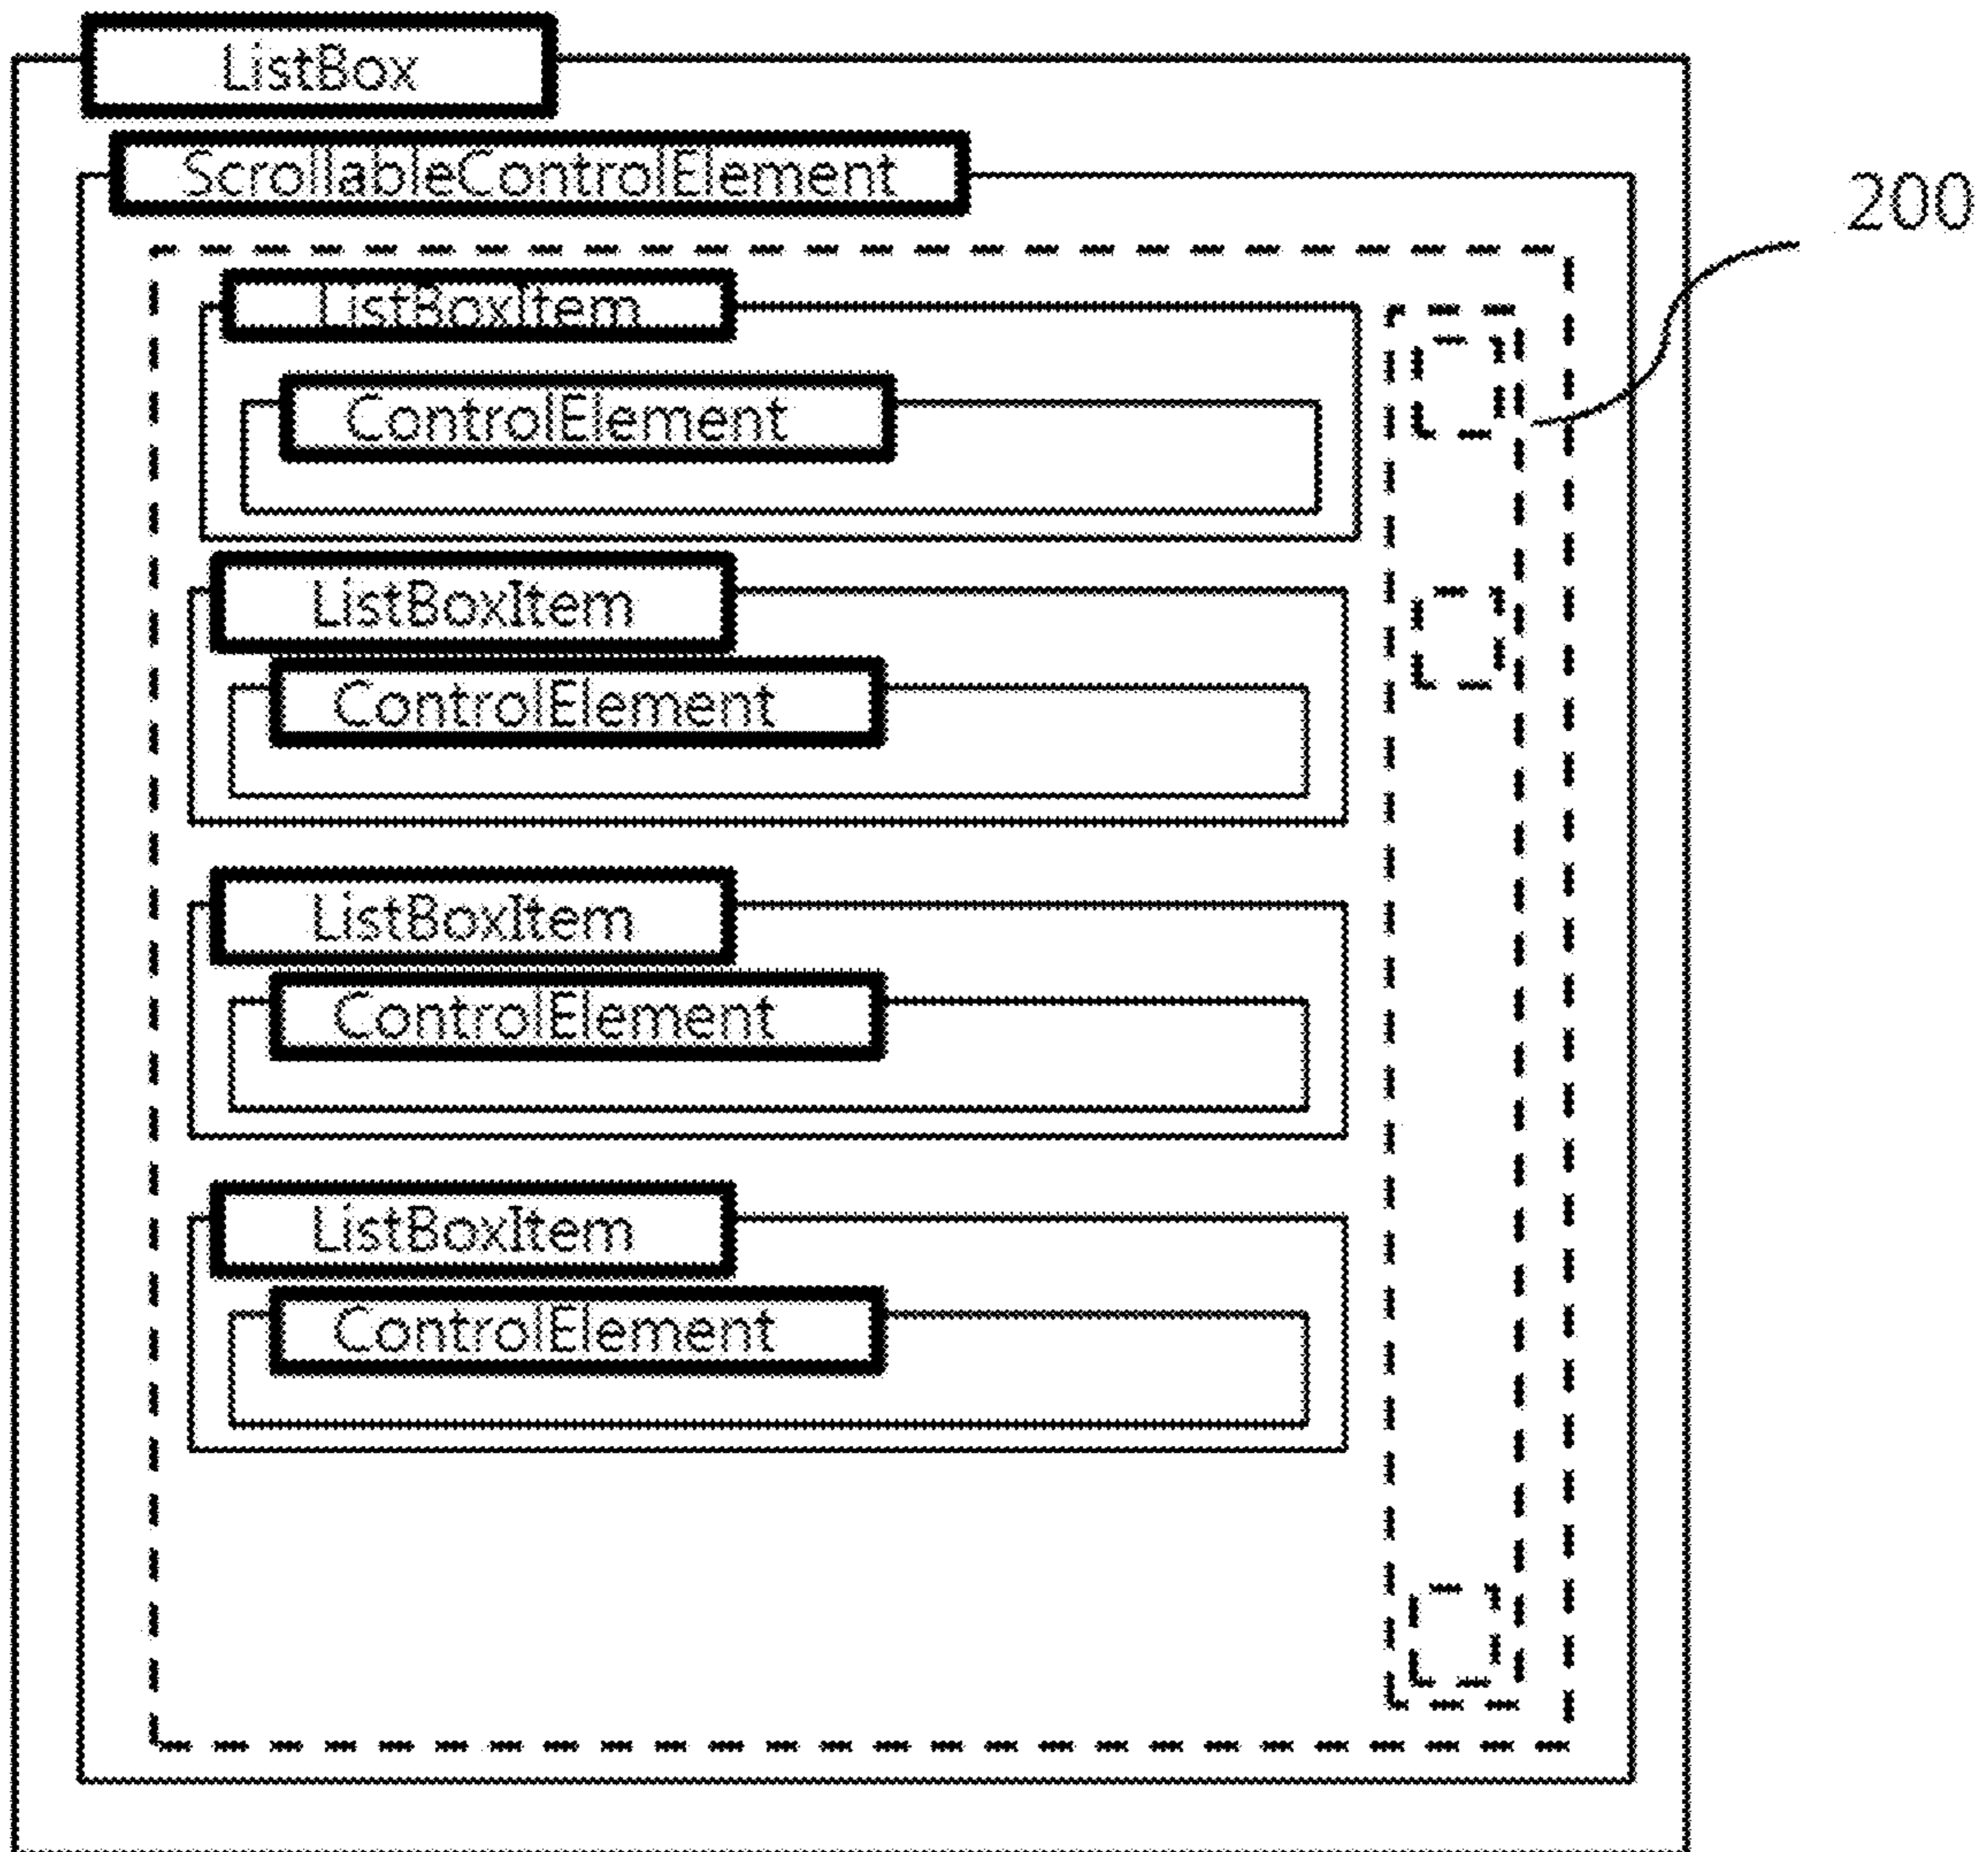 ListBox
ScrollableControlElement
200
ListBoxItem
ControlElement
ListBoxItem
ControlElement
ListBoxItem
ControlElement
ListBoxItem
ControlElement